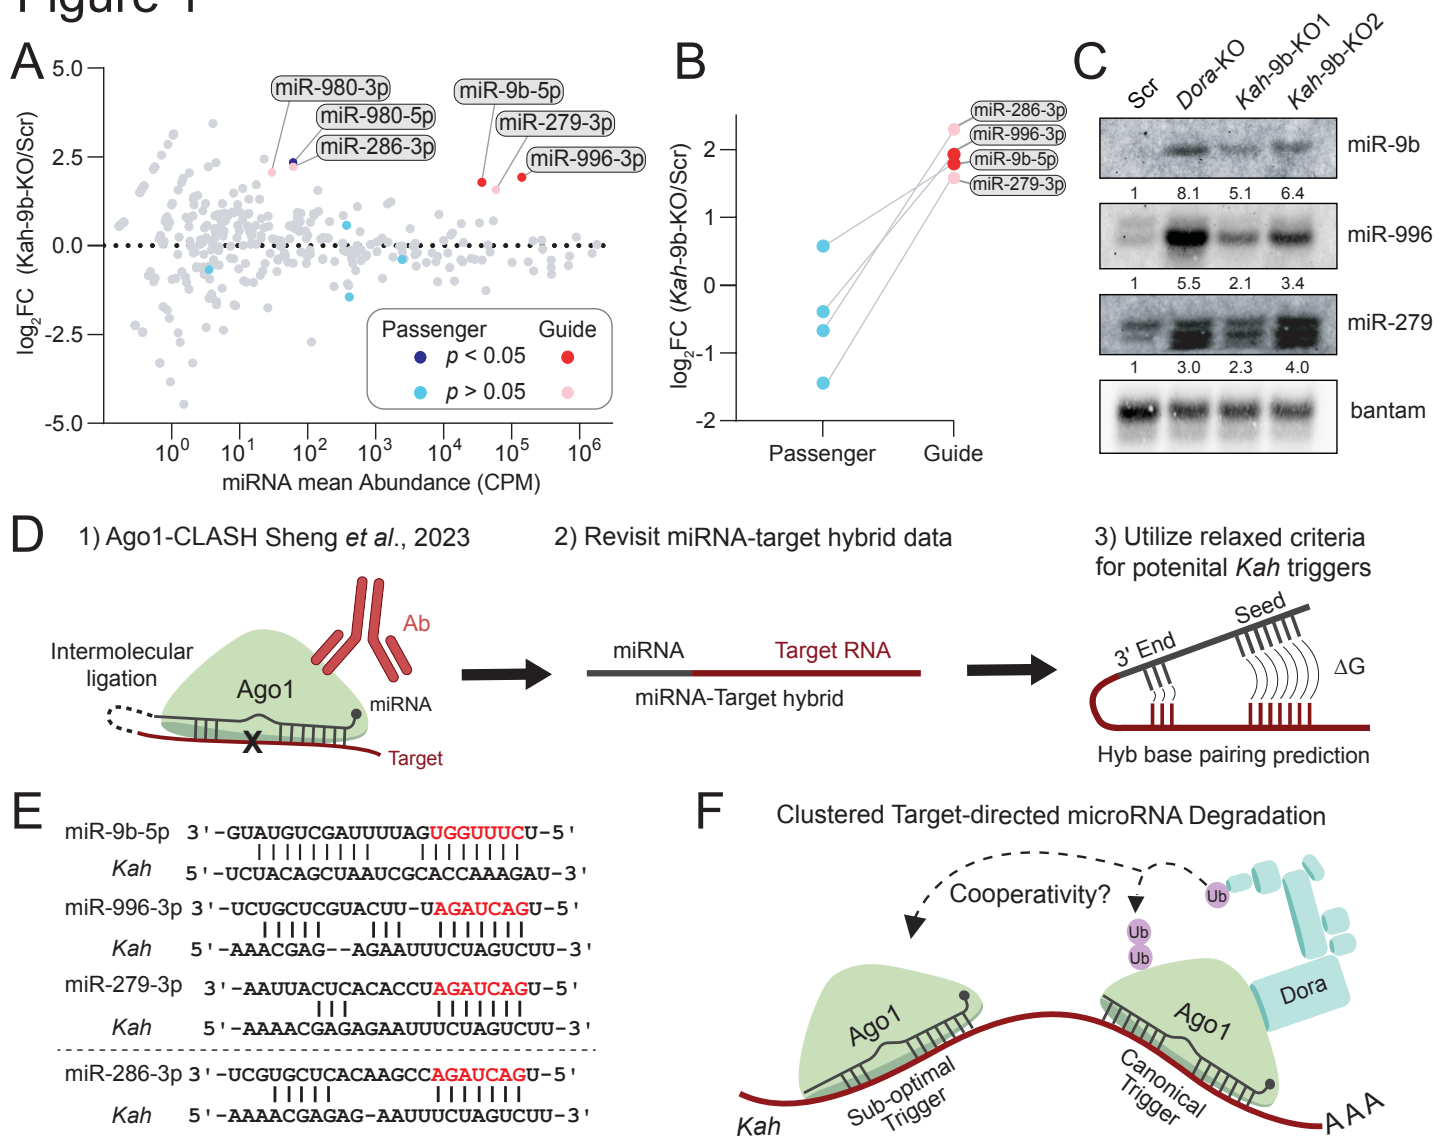 Figure 1
A
5.0
2.5
0.0
-2.5
-5.0
log2FC (Kah-9b-KO/Scr)
miR-980-3p
miR-980-5p
miR-286-3p
miR-9b-5p
miR-279-3p
miR-996-3p
Passenger Guide
p < 0.05
p > 0.05
10^0 10^1 10^2 10^3 10^4 10^5 10^6
miRNA mean Abundance (CPM)
B
2
1
0
-1
-2
log2FC (Kah-9b-KO/Scr)
miR-286-3p
miR-996-3p
miR-9b-5p
miR-279-3p
Passenger Guide
C
Scr
Dora-KO
Kah-9b-KO1
Kah-9b-KO2
miR-9b
1 8.1 5.1 6.4
miR-996
1 5.5 2.1 3.4
miR-279
1 3.0 2.3 4.0
bantam
D
1) Ago1-CLASH Sheng et al., 2023
Intermolecular
ligation
Ago1
Ab
miRNA
X
Target
2) Revisit miRNA-target hybrid data
miRNA Target RNA
miRNA-Target hybrid
3) Utilize relaxed criteria
for potenital Kah triggers
Seed
3' End
ΔG
Hyb base pairing prediction
E
miR-9b-5p 3'-GUAUGUCGAUUUUAGUGGUUUCU-5'
Kah 5'-UCUACAGCUAAUCGCACCAAAGAU-3'
miR-996-3p 3'-UCUGCUCGUACUU-UAGAUCAGU-5'
Kah 5'-AAACGAG--AGAAUUUCUAGUCUU-3'
miR-279-3p 3'-AAUUACUCACACCUAGAUCAGU-5'
Kah 5'-AAAACGAGAGAAUUUCUAGUCUU-3'
miR-286-3p 3'-UCGUGCUCACAAGCCAGAUCAGU-5'
Kah 5'-AAAACGAGAG-AAUUUCUAGUCUU-3'
F
Clustered Target-directed microRNA Degradation
Cooperativity?
Ub
Ub
Ub
Dora
Ago1
Ago1
Sub-optimal
Trigger
Canonical
Trigger
Kah
AAA